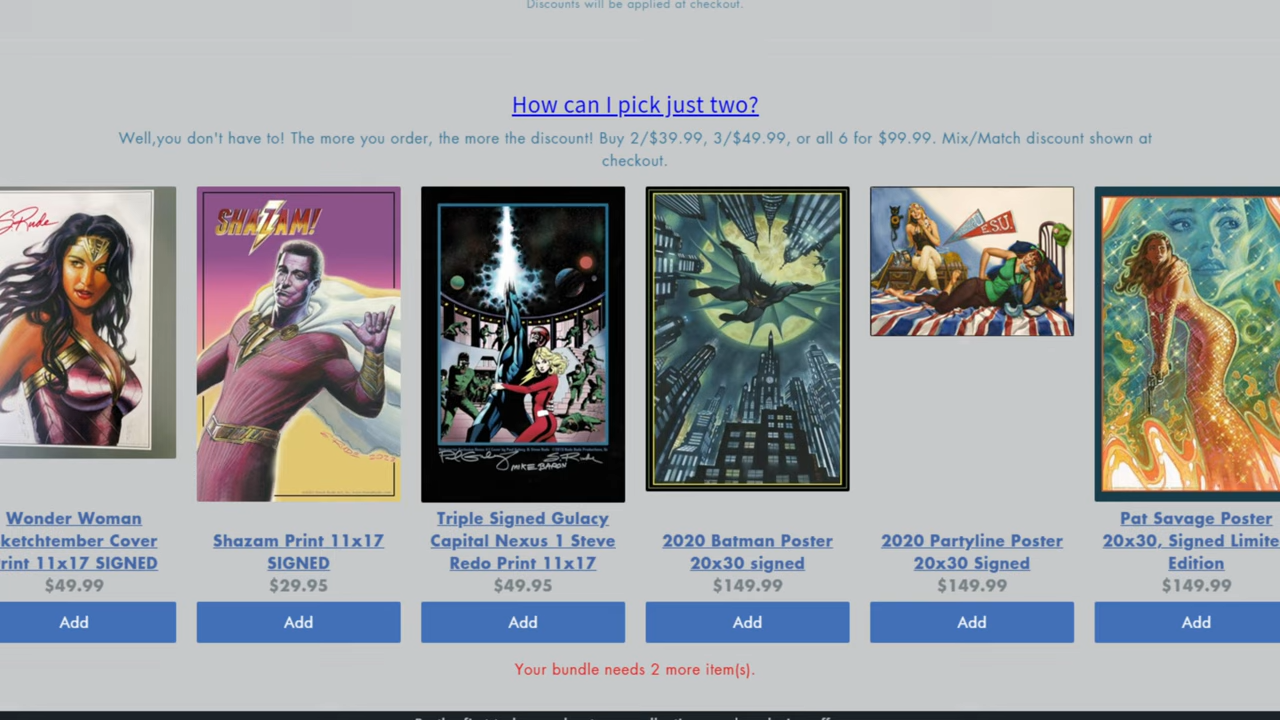 Discounts will be applied at checkout.
How can I pick just two?
Well,you don't have to! The more you order, the more the discount! Buy 2/$39.99, 3/$49.99, or all 6 for $99.99. Mix/Match discount shown at
checkout.
S.Rude
SHAZAM!
E.S.U.
MIKE BARON
S.Rude
Wonder Woman
ketchtember Cover
rint 11x17 SIGNED
$49.99
Add
Shazam Print 11x17
SIGNED
$29.95
Add
Triple Signed Gulacy
Capital Nexus 1 Steve
Redo Print 11x17
$49.95
Add
2020 Batman Poster
20x30 signed
$149.99
Add
2020 Partyline Poster
20x30 Signed
$149.99
Add
Pat Savage Poster
20x30, Signed Limite
Edition
$149.99
Add
Your bundle needs 2 more item(s).